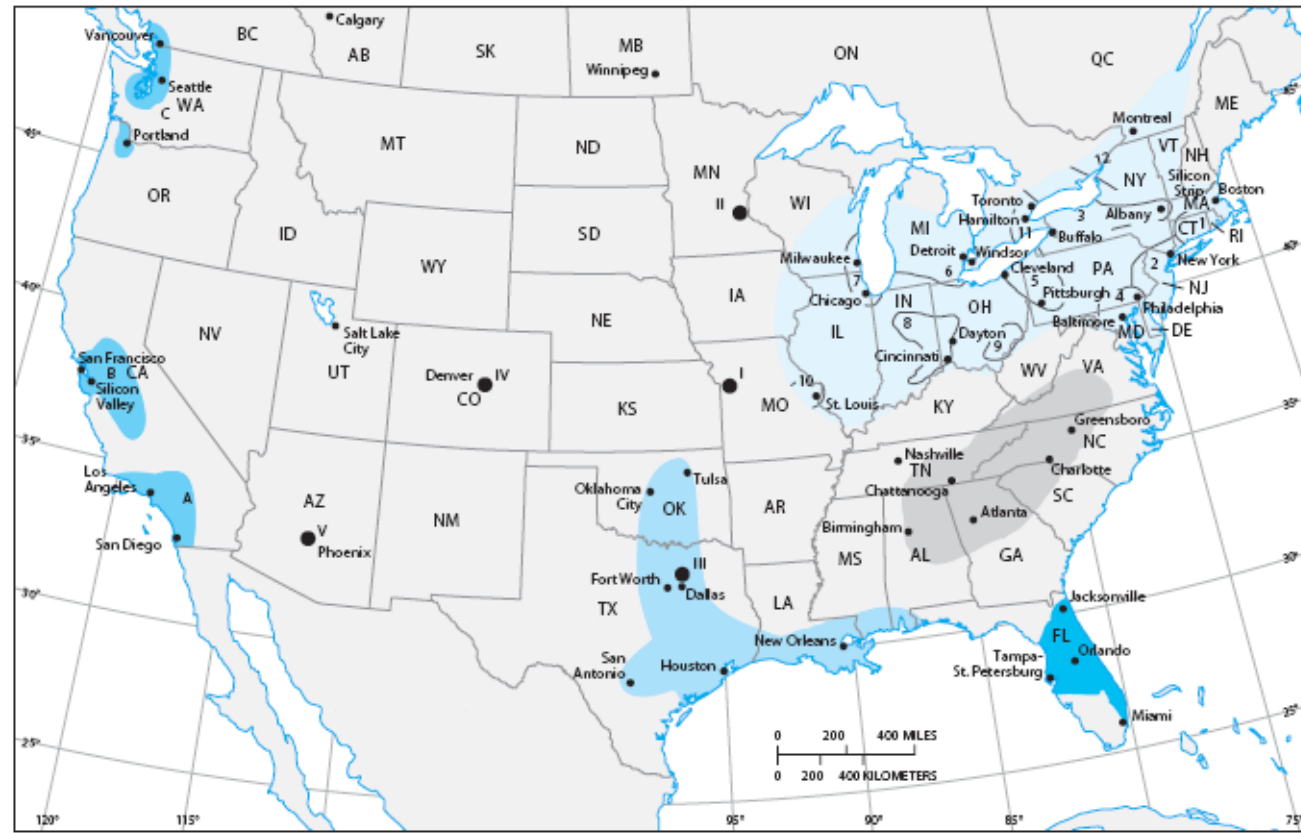 Calgary
Vancouver
BC
AB
SK
MB
Winnipeg
ON
QC
Seattle
WA
C
Portland
45°
MT
ND
MN
II
WI
MI
Montreal
VT
ME
45°
NH
12
NY
Silicon
Strip
Boston
MA
Toronto
Hamilton
11
3
Albany
CT
1
RI
Buffalo
OR
ID
WY
SD
Milwaukee
Detroit
Windsor
6
Cleveland
PA
2
New York
40°
7
Chicago
IA
IN
OH
5
Pittsburgh
4
NJ
Philadelphia
40°
NV
Salt Lake
City
NE
IL
8
Dayton
9
Baltimore
MD
DE
San Francisco
B
CA
Silicon
Valley
UT
Denver
IV
CO
KS
I
MO
10
St. Louis
Cincinnati
WV
VA
KY
35°
35°
Greensboro
NC
Nashville
TN
Charlotte
Chattanooga
SC
Los
Angeles
A
AZ
V
Phoenix
NM
Oklahoma
City
Tulsa
OK
AR
Birmingham
Atlanta
San Diego
MS
AL
GA
30°
30°
Fort Worth
III
Dallas
TX
LA
Jacksonville
New Orleans
FL
San
Antonio
Houston
Tampa-
St. Petersburg
Orlando
25°
25°
Miami
0
200
400 MILES
0
200
400 KILOMETERS
120°
115°
95°
90°
85°
75°